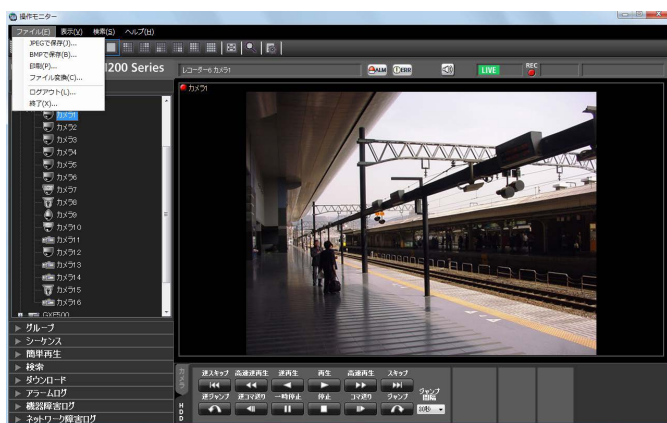 操作モニター
ファイル(F) 表示(V) 検索(S) ヘルプ(H)
JPEGで保存(J)...
BMPで保存(B)...
印刷(P)...
ファイル変換(C)...
ログアウト(L)...
終了(X)...
200 Series
レコーダー6 カメラ1
ALM
ERR
LIVE
REC
カメラ1
カメラ1
カメラ2
カメラ3
カメラ4
カメラ5
カメラ6
カメラ7
カメラ8
カメラ9
カメラ10
カメラ11
カメラ12
カメラ13
カメラ14
カメラ15
カメラ16
グループ
シーケンス
簡単再生
検索
ダウンロード
アラームログ
機器障害ログ
ネットワーク障害ログ
カメラ
HDD
逆スキップ 高速逆再生 逆再生 再生 高速再生 スキップ
逆ジャンプ 逆コマ送り 一時停止 停止 コマ送り ジャンプ
ジャンプ
間隔
30秒